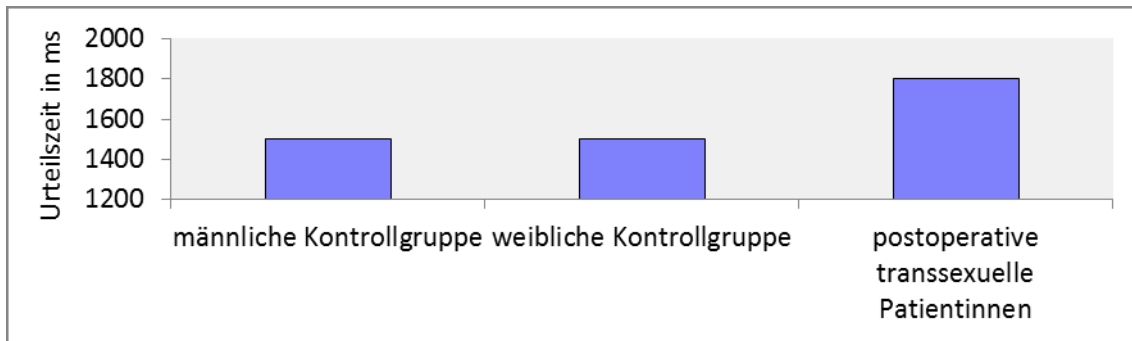 Urteilszeit in ms
2000
1800
1600
1400
1200
männliche Kontrollgruppe
weibliche Kontrollgruppe
postoperative
transsexuelle
Patientinnen